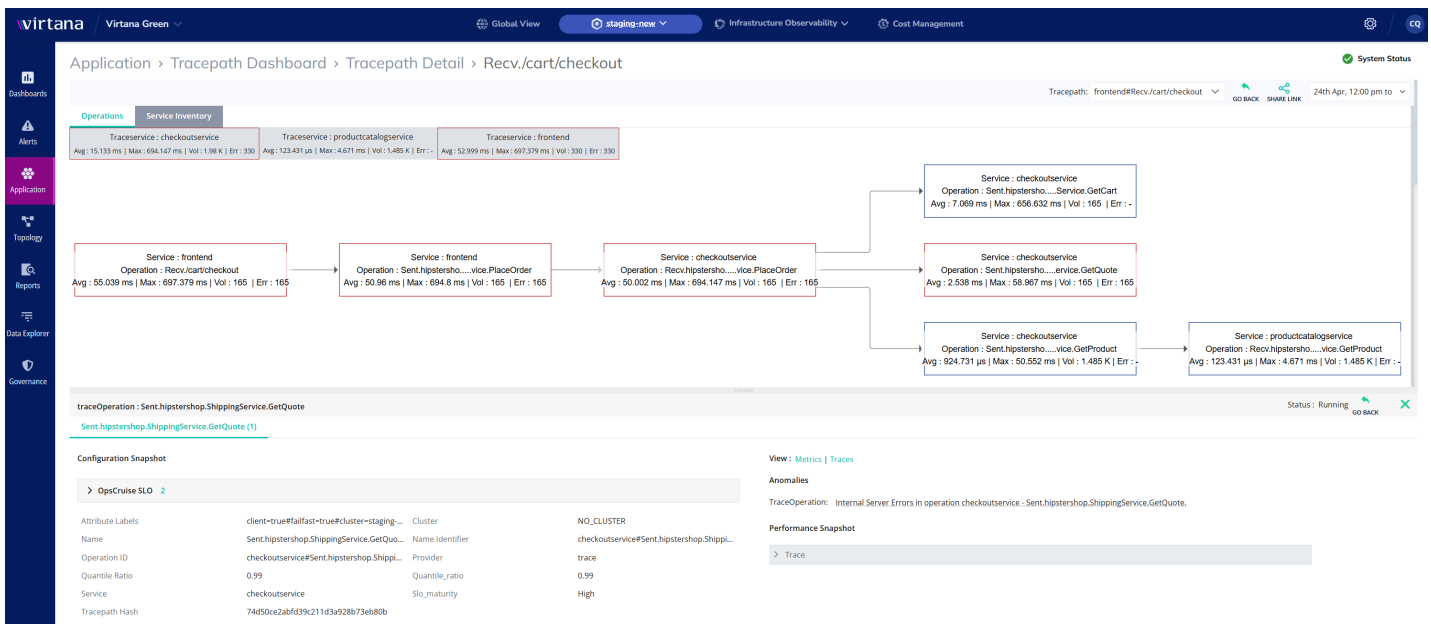 virtana
Virtana Green
Global View
staging-new
Infrastructure Observability
Cost Management
CQ
Application > Tracepath Dashboard > Tracepath Detail > Recv./cart/checkout
System Status
Dashboards
Alerts
Application
Topology
Reports
Data Explorer
Governance
Tracepath: frontend#Recv./cart/checkout
GO BACK
SHARE LINK
24th Apr, 12:00 pm to
Operations
Service Inventory
Traceservice : checkoutservice
Avg : 15.133 ms | Max : 694.147 ms | Vol : 1.98 K | Err : 330
Traceservice : productcatalogservice
Avg : 123.431 µs | Max : 4.671 ms | Vol : 1.485 K | Err : -
Traceservice : frontend
Avg : 52.999 ms | Max : 697.379 ms | Vol : 330 | Err : 330
Service : frontend
Operation : Recv./cart/checkout
Avg : 55.039 ms | Max : 697.379 ms | Vol : 165 | Err : 165
Service : frontend
Operation : Sent.hipstersho.....vice.PlaceOrder
Avg : 50.96 ms | Max : 694.8 ms | Vol : 165 | Err : 165
Service : checkoutservice
Operation : Recv.hipstersho.....vice.PlaceOrder
Avg : 50.002 ms | Max : 694.147 ms | Vol : 165 | Err : 165
Service : checkoutservice
Operation : Sent.hipstersho.....Service.GetCart
Avg : 7.069 ms | Max : 656.632 ms | Vol : 165 | Err : -
Service : checkoutservice
Operation : Sent.hipstersho.....ervice.GetQuote
Avg : 2.538 ms | Max : 58.967 ms | Vol : 165 | Err : 165
Service : checkoutservice
Operation : Sent.hipstersho.....vice.GetProduct
Avg : 924.731 µs | Max : 50.552 ms | Vol : 1.485 K | Err : -
Service : productcatalogservice
Operation : Recv.hipstersho.....vice.GetProduct
Avg : 123.431 µs | Max : 4.671 ms | Vol : 1.485 K | Err : -
traceOperation : Sent.hipstershop.ShippingService.GetQuote
Status : Running
GO BACK
Sent.hipstershop.ShippingService.GetQuote (1)
Configuration Snapshot
OpsCruise SLO 2
Attribute Labels client=true#failfast=true#cluster=staging-... Cluster NO_CLUSTER
Name Sent.hipstershop.ShippingService.GetQuo... Name Identifier checkoutservice#Sent.hipstershop.Shippi...
Operation ID checkoutservice#Sent.hipstershop.Shippi... Provider trace
Quantile Ratio 0.99 Quantile_ratio 0.99
Service checkoutservice Slo_maturity High
Tracepath Hash 74d50ce2abfd39c211d3a928b73eb80b
View : Metrics | Traces
Anomalies
TraceOperation: Internal Server Errors in operation checkoutservice - Sent.hipstershop.ShippingService.GetQuote.
Performance Snapshot
Trace